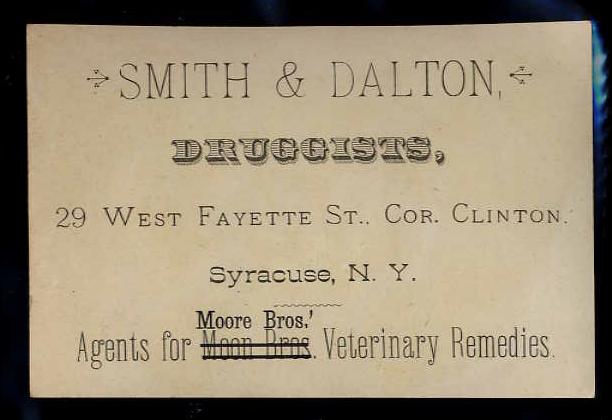 SMITH & DALTON,
DRUGGISTS,
29 WEST FAYETTE ST., COR. CLINTON.
Syracuse, N. Y.
Moore Bros.'
Agents for Moon Bros. Veterinary Remedies.